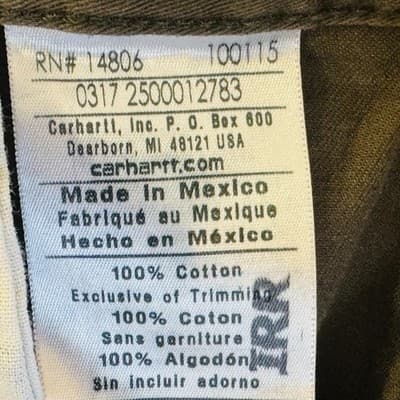 RN# 14806 100115
0317 2500012783
Carhartt, Inc. P. O. Box 600
Dearborn, MI 48121 USA
carhartt.com
Made in Mexico
Fabriqué au Mexique
Hecho en México
100% Cotton
Exclusive of Trimming
100% Coton
Sans garniture
100% Algodón
Sin incluir adorno
IRR